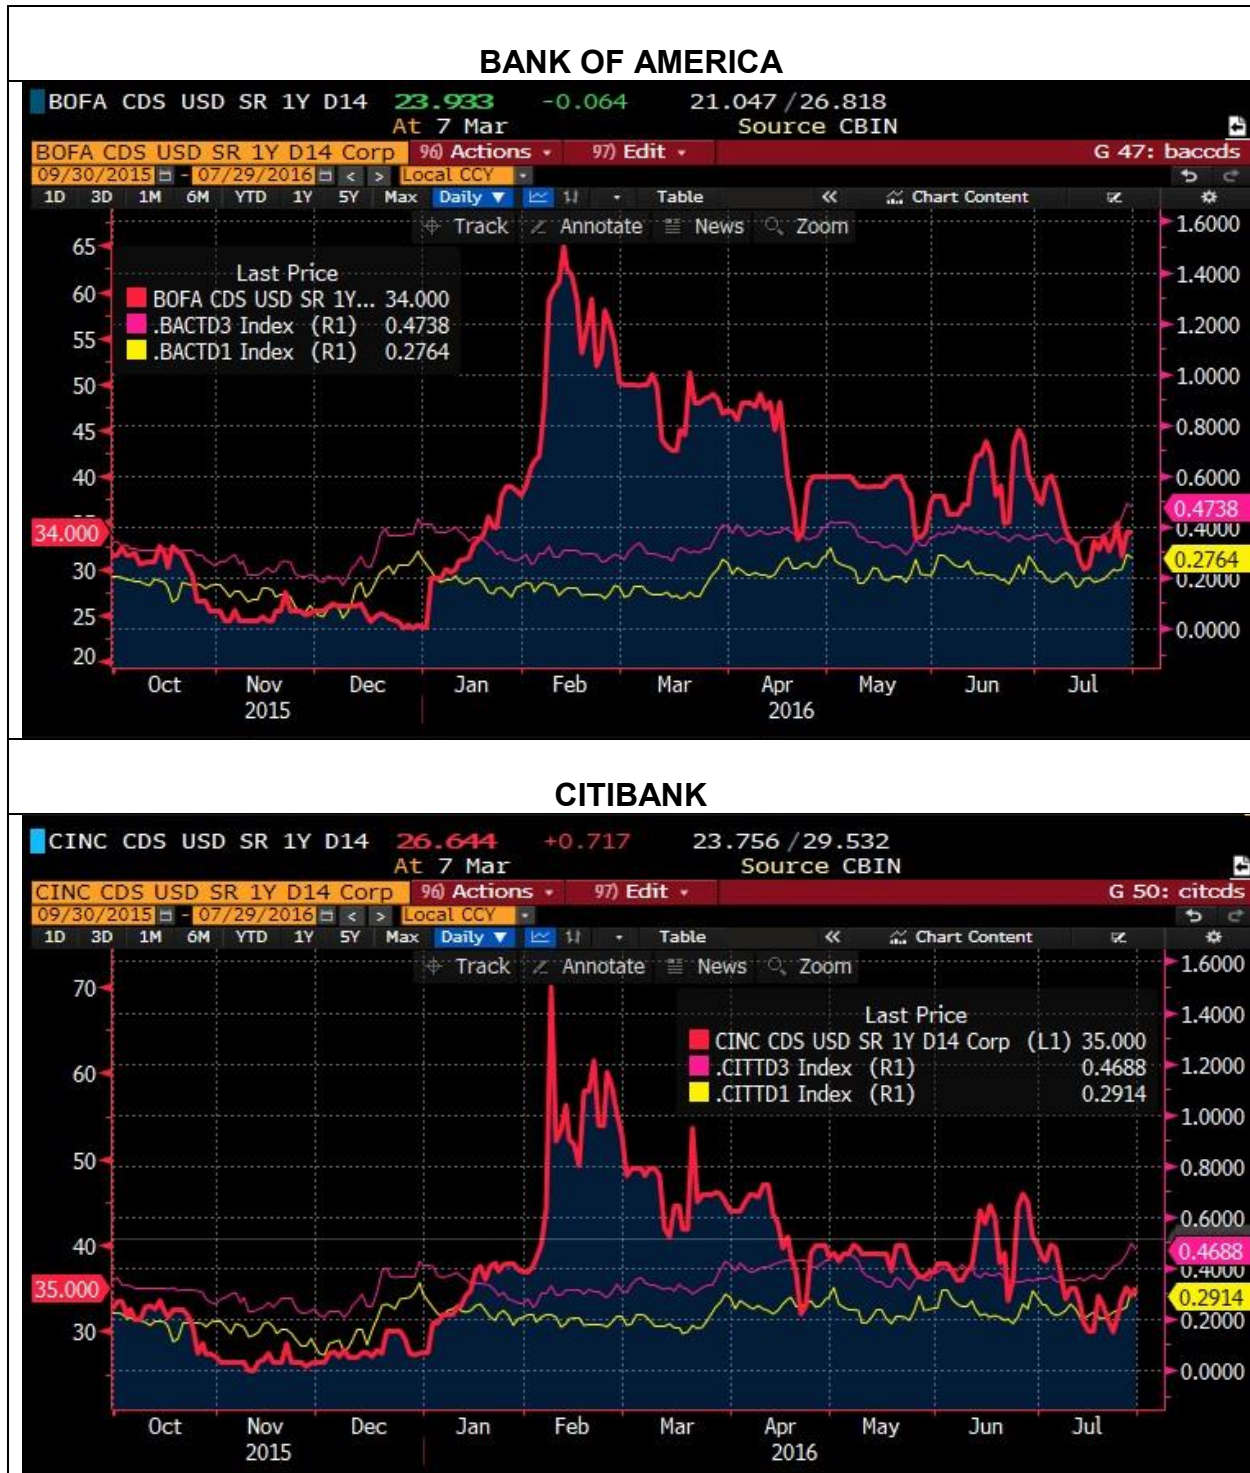 BANK OF AMERICA
BOFA CDS USD SR 1Y D14 23.933 -0.064 21.047 /26.818
At 7 Mar Source CBIN
BOFA CDS USD SR 1Y D14 Corp 96) Actions 97) Edit G 47: baccds
09/30/2015 - 07/29/2016 < > Local CCY
1D 3D 1M 6M YTD 1Y 5Y Max Daily ▼ Table « Chart Content
Track Annotate News Zoom
Last Price
BOFA CDS USD SR 1Y... 34.000
.BACTD3 Index (R1) 0.4738
.BACTD1 Index (R1) 0.2764
65
60
55
50
45
40
34.000
30
25
20
1.6000
1.4000
1.2000
1.0000
0.8000
0.6000
0.4738
0.4000
0.2764
0.2000
0.0000
Oct Nov Dec Jan Feb Mar Apr May Jun Jul
2015 2016
CITIBANK
CINC CDS USD SR 1Y D14 26.644 +0.717 23.756 /29.532
At 7 Mar Source CBIN
CINC CDS USD SR 1Y D14 Corp 96) Actions 97) Edit G 50: citcds
09/30/2015 - 07/29/2016 < > Local CCY
1D 3D 1M 6M YTD 1Y 5Y Max Daily ▼ Table « Chart Content
Track Annotate News Zoom
Last Price
CINC CDS USD SR 1Y D14 Corp (L1) 35.000
.CITTD3 Index (R1) 0.4688
.CITTD1 Index (R1) 0.2914
70
60
50
40
35.000
30
1.6000
1.4000
1.2000
1.0000
0.8000
0.6000
0.4688
0.4000
0.2914
0.2000
0.0000
Oct Nov Dec Jan Feb Mar Apr May Jun Jul
2015 2016